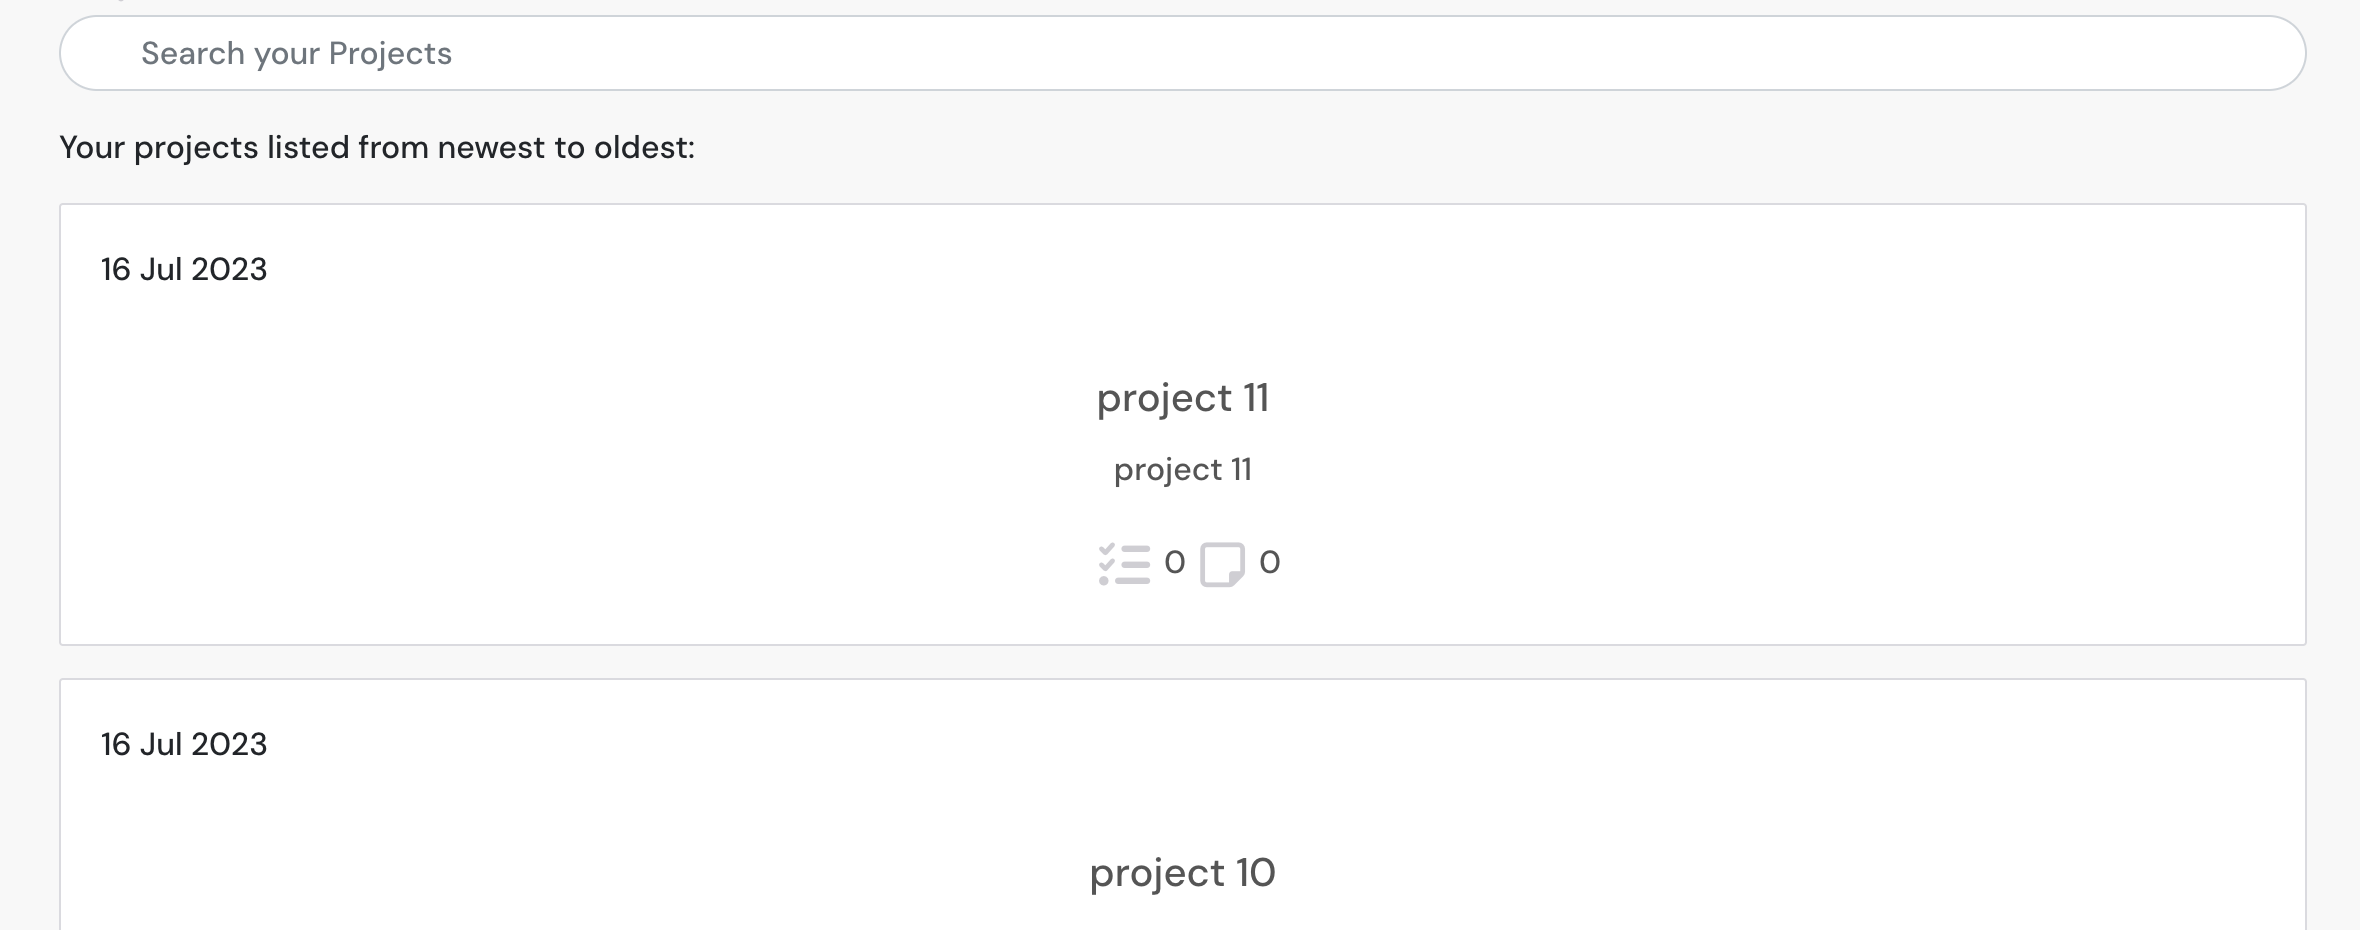 Search your Projects
Your projects listed from newest to oldest:
16 Jul 2023
project 11
project 11
0 0
16 Jul 2023
project 10